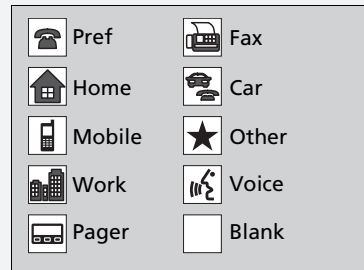 Pref
Home
Mobile
Work
Pager
Fax
Car
Other
Voice
Blank